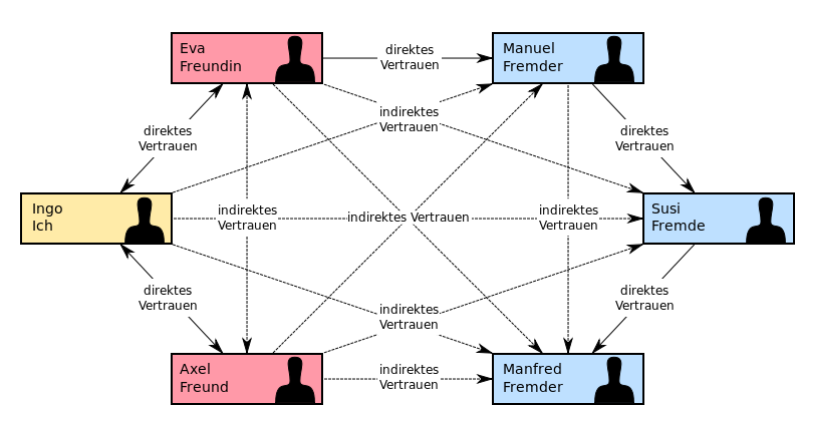 Eva
Freundin
direktes
Vertrauen
Manuel
Fremder
indirektes
Vertrauen
direktes
Vertrauen
direktes
Vertrauen
Ingo
Ich
indirektes
Vertrauen
indirektes Vertrauen
indirektes
Vertrauen
Susi
Fremde
direktes
Vertrauen
indirektes
Vertrauen
direktes
Vertrauen
Axel
Freund
indirektes
Vertrauen
Manfred
Fremder